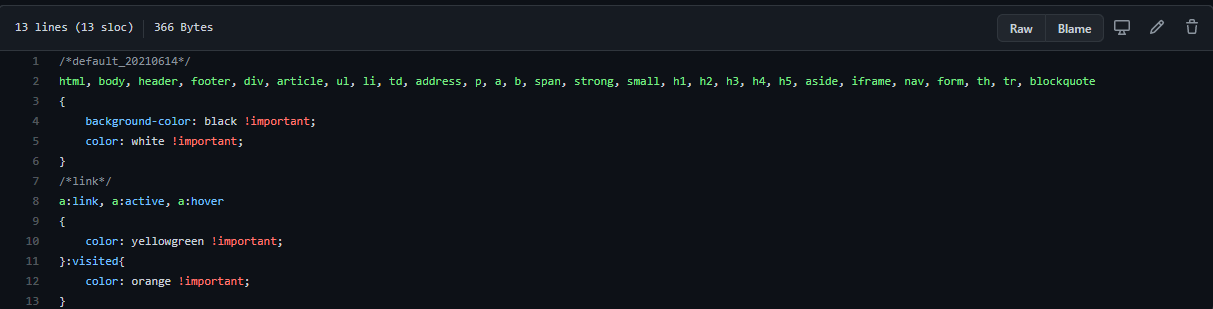 13 lines (13 sloc) 366 Bytes Raw Blame
1 /*default_20210614*/
2 html, body, header, footer, div, article, ul, li, td, address, p, a, b, span, strong, small, h1, h2, h3, h4, h5, aside, iframe, nav, form, th, tr, blockquote
3 {
4 background-color: black !important;
5 color: white !important;
6 }
7 /*link*/
8 a:link, a:active, a:hover
9 {
10 color: yellowgreen !important;
11 }:visited{
12 color: orange !important;
13 }